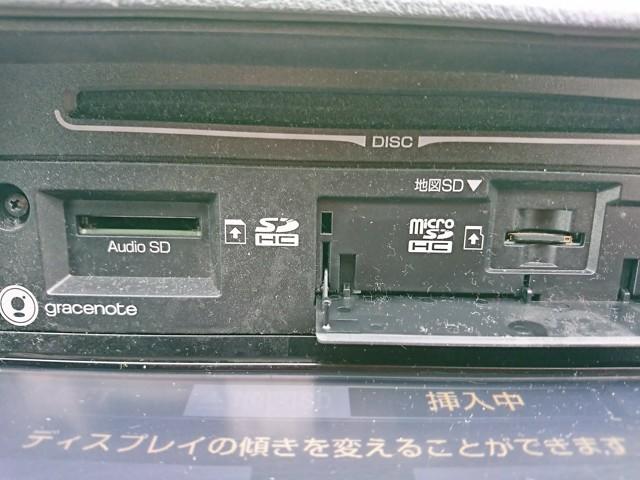 DISC
地図SD▼
Audio SD
SD HC
micro SD HC
gracenote
挿入中
ディスプレイの傾きを変えることができます